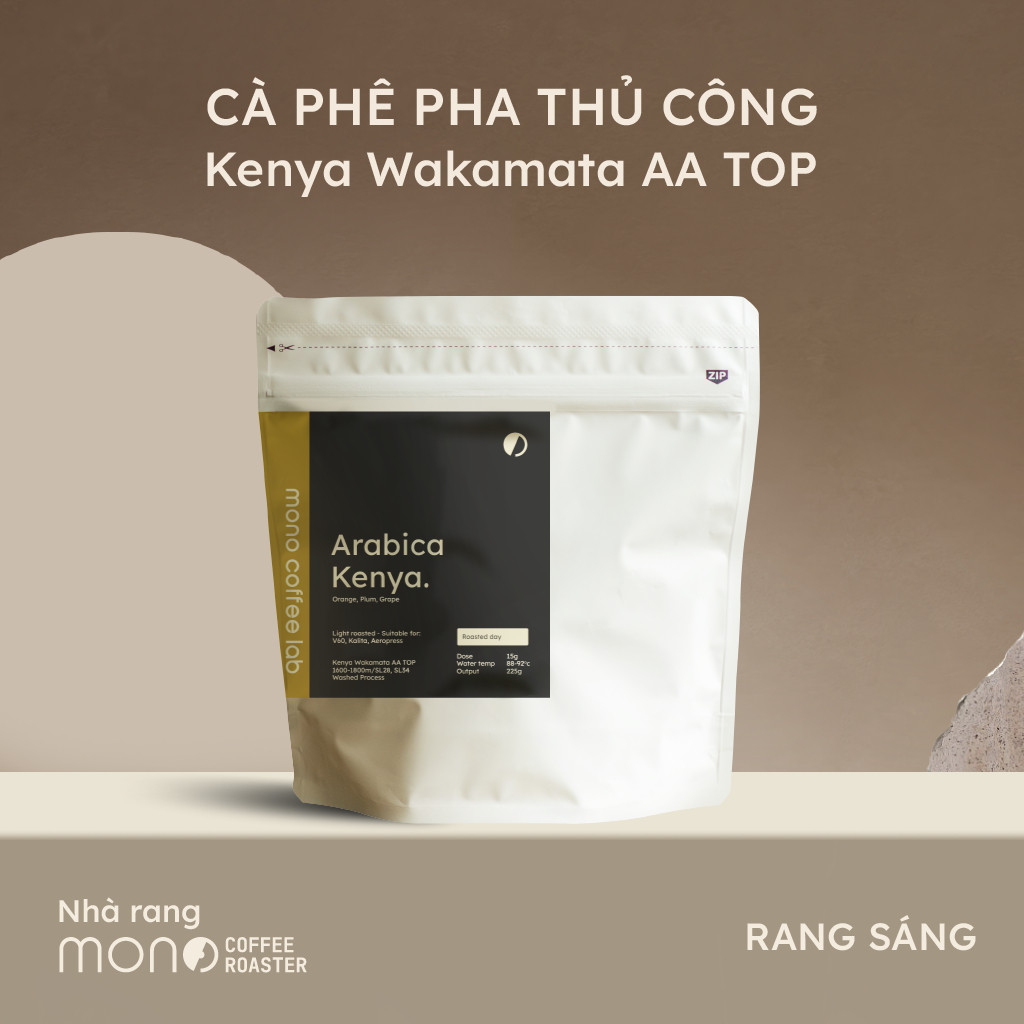 CÀ PHÊ PHA THỦ CÔNG
Kenya Wakamata AA TOP
ZIP
mono coffee lab
Arabica
Kenya.
Orange, Plum, Grape
Light roasted - Suitable for:
V60, Kalita, Aeropress
Kenya Wakamata AA TOP
1600-1800m/SL28, SL34
Washed Process
Roasted day
Dose 15g
Water temp 88-92°c
Output 225g
Nhà rang
mono COFFEE
ROASTER
RANG SÁNG